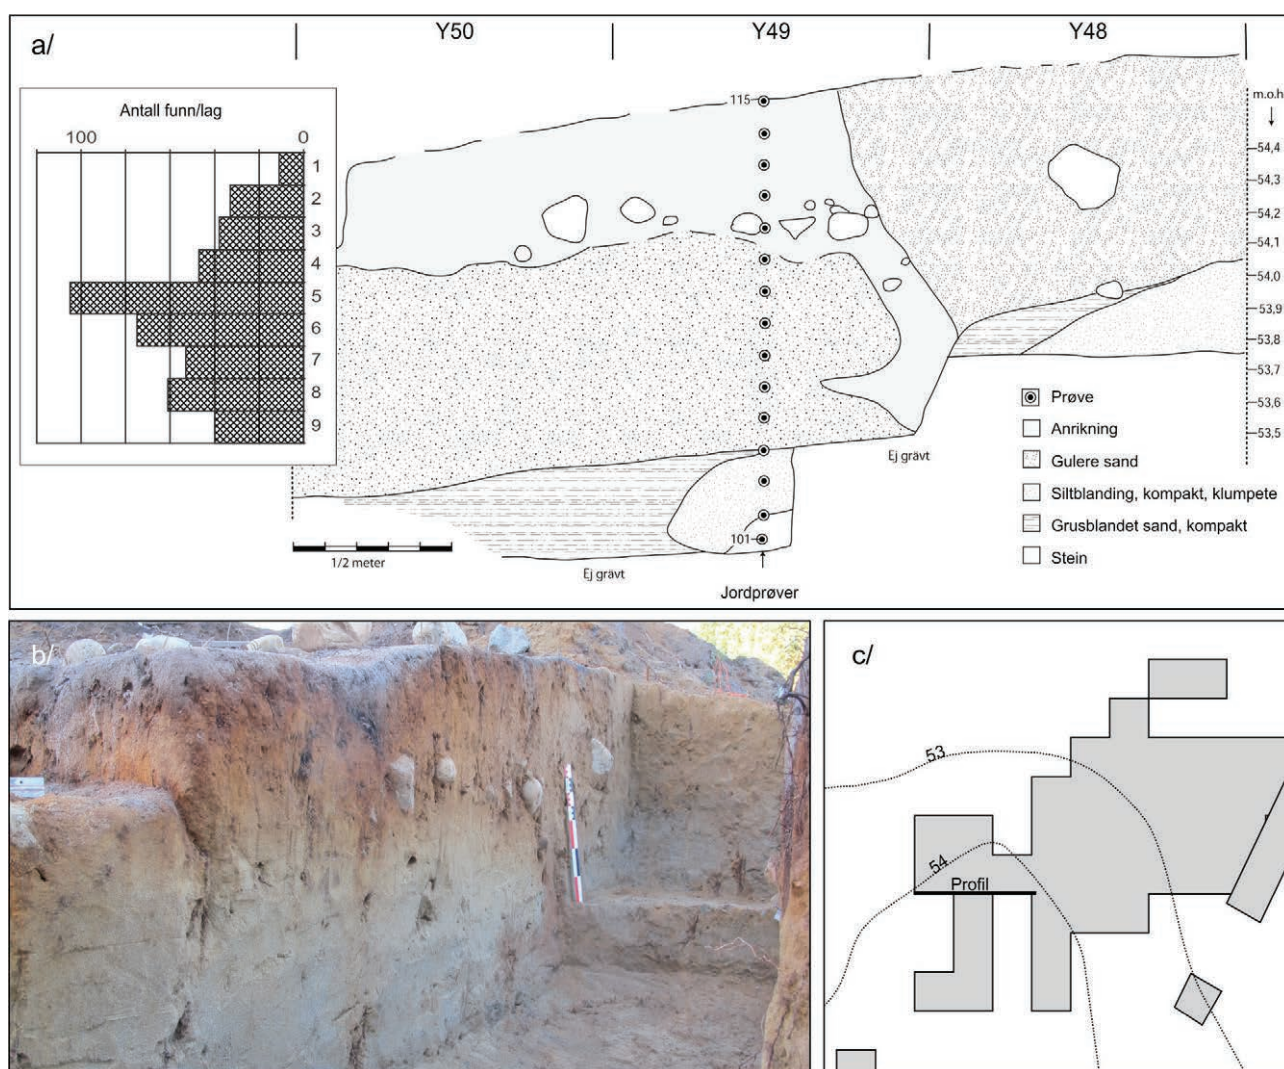 a/
Y50 Y49 Y48
Antall funn/lag
100 0
1
2
3
4
5
6
7
8
9
115
101
m.o.h
54,4
54,3
54,2
54,1
54,0
53,9
53,8
53,7
53,6
53,5
Prøve
Anrikning
Gulere sand
Siltblanding, kompakt, klumpete
Grusblandet sand, kompakt
Stein
Ej grävt
1/2 meter
Ej grävt
Jordprøver
b/
c/
53
54
Profil